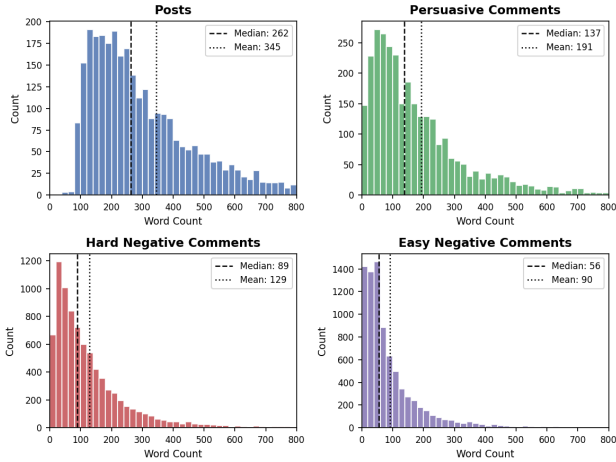 Posts
Median: 262
Mean: 345
Count
200
175
150
125
100
75
50
25
0
0 100 200 300 400 500 600 700 800
Word Count
Persuasive Comments
Median: 137
Mean: 191
Count
250
200
150
100
50
0
0 100 200 300 400 500 600 700 800
Word Count
Hard Negative Comments
Median: 89
Mean: 129
Count
1200
1000
800
600
400
200
0
0 100 200 300 400 500 600 700 800
Word Count
Easy Negative Comments
Median: 56
Mean: 90
Count
1400
1200
1000
800
600
400
200
0
0 100 200 300 400 500 600 700 800
Word Count